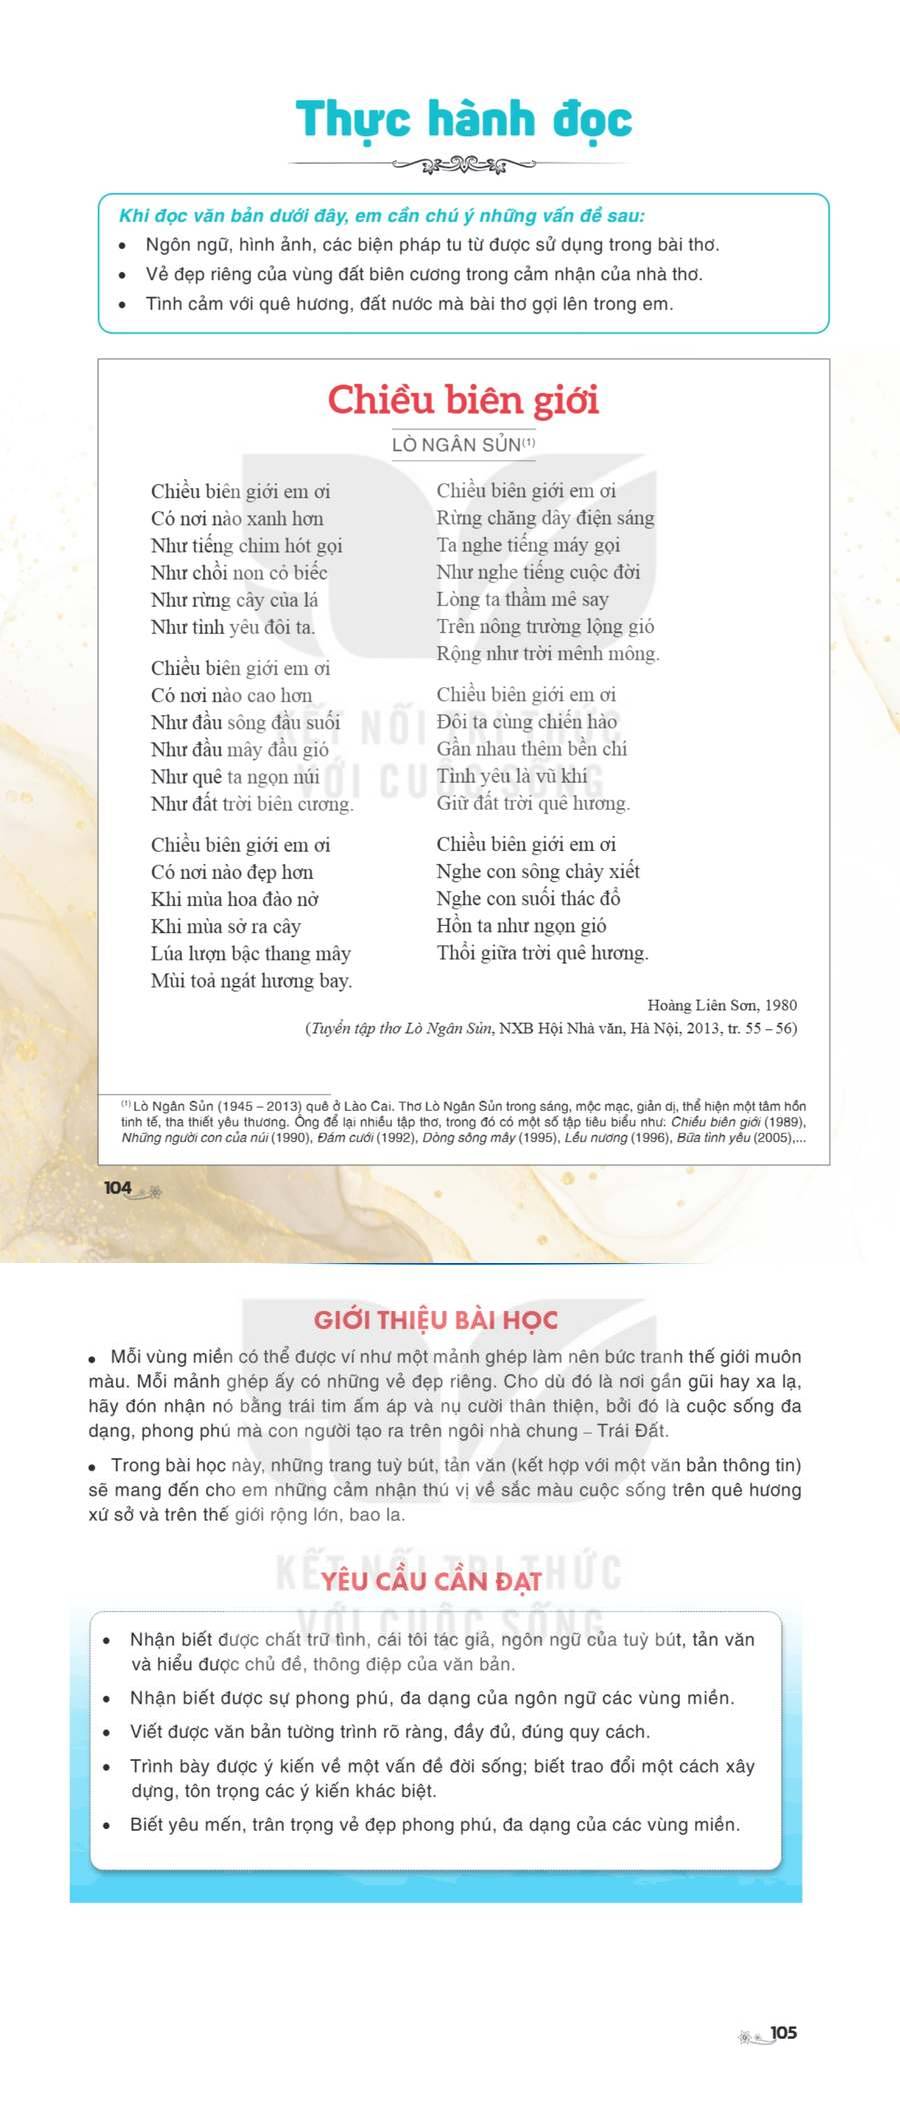 Thực hành đọc
Khi đọc văn bản dưới đây, em cần chú ý những vấn đề sau:
• Ngôn ngữ, hình ảnh, các biện pháp tu từ được sử dụng trong bài thơ.
• Vẻ đẹp riêng của vùng đất biên cương trong cảm nhận của nhà thơ.
• Tình cảm với quê hương, đất nước mà bài thơ gợi lên trong em.
Chiều biên giới
LÒ NGÂN SỦN(1)
Chiều biên giới em ơi
Có nơi nào xanh hơn
Như tiếng chim hót gọi
Như chồi non cỏ biếc
Như rừng cây của lá
Như tình yêu đôi ta.
Chiều biên giới em ơi
Có nơi nào cao hơn
Như đầu sông đầu suối
Như đầu mây đầu gió
Như quê ta ngọn núi
Như đất trời biên cương.
Chiều biên giới em ơi
Có nơi nào đẹp hơn
Khi mùa hoa đào nở
Khi mùa sở ra cây
Lúa lượn bậc thang mây
Mùi toả ngát hương bay.
Chiều biên giới em ơi
Rừng chăng dây điện sáng
Ta nghe tiếng máy gọi
Như nghe tiếng cuộc đời
Lòng ta thầm mê say
Trên nông trường lộng gió
Rộng như trời mênh mông.
Chiều biên giới em ơi
Đôi ta cùng chiến hào
Gần nhau thêm bền chí
Tình yêu là vũ khí
Giữ đất trời quê hương.
Chiều biên giới em ơi
Nghe con sông chảy xiết
Nghe con suối thác đổ
Hồn ta như ngọn gió
Thổi giữa trời quê hương.
Hoàng Liên Sơn, 1980
(Tuyển tập thơ Lò Ngân Sủn, NXB Hội Nhà văn, Hà Nội, 2013, tr. 55 – 56)
KẾT NỐI TRI THỨC
VỚI CUỘC SỐNG
(1) Lò Ngân Sủn (1945 – 2013) quê ở Lào Cai. Thơ Lò Ngân Sủn trong sáng, mộc mạc, giản dị, thể hiện một tâm hồn
tinh tế, tha thiết yêu thương. Ông để lại nhiều tập thơ, trong đó có một số tập tiêu biểu như: Chiều biên giới (1989),
Những người con của núi (1990), Đám cưới (1992), Dòng sông mây (1995), Lều nương (1996), Bữa tình yêu (2005),...
104
GIỚI THIỆU BÀI HỌC
• Mỗi vùng miền có thể được ví như một mảnh ghép làm nên bức tranh thế giới muôn
màu. Mỗi mảnh ghép ấy có những vẻ đẹp riêng. Cho dù đó là nơi gần gũi hay xa lạ,
hãy đón nhận nó bằng trái tim ấm áp và nụ cười thân thiện, bởi đó là cuộc sống đa
dạng, phong phú mà con người tạo ra trên ngôi nhà chung – Trái Đất.
• Trong bài học này, những trang tuỳ bút, tản văn (kết hợp với một văn bản thông tin)
sẽ mang đến cho em những cảm nhận thú vị về sắc màu cuộc sống trên quê hương
xứ sở và trên thế giới rộng lớn, bao la.
KẾT NỐI TRI THỨC
VỚI CUỘC SỐNG
YÊU CẦU CẦN ĐẠT
• Nhận biết được chất trữ tình, cái tôi tác giả, ngôn ngữ của tuỳ bút, tản văn
và hiểu được chủ đề, thông điệp của văn bản.
• Nhận biết được sự phong phú, đa dạng của ngôn ngữ các vùng miền.
• Viết được văn bản tường trình rõ ràng, đầy đủ, đúng quy cách.
• Trình bày được ý kiến về một vấn đề đời sống; biết trao đổi một cách xây
dựng, tôn trọng các ý kiến khác biệt.
• Biết yêu mến, trân trọng vẻ đẹp phong phú, đa dạng của các vùng miền.
105